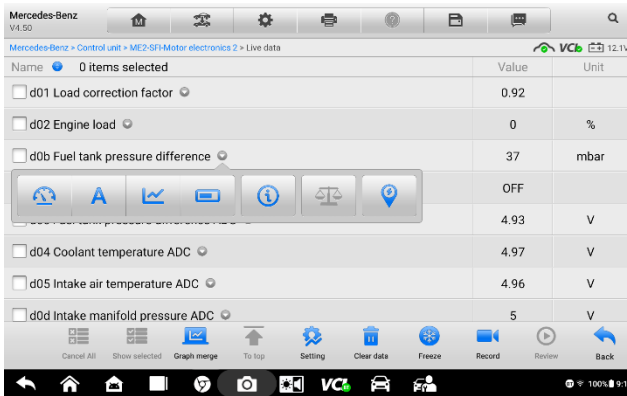 Mercedes-Benz
V4.50
Mercedes-Benz > Control unit > ME2-SFI-Motor electronics 2 > Live data
VCI 12.1V
Name 0 items selected Value Unit
d01 Load correction factor 0.92
d02 Engine load 0 %
d0b Fuel tank pressure difference 37 mbar
A OFF
4.93 V
d04 Coolant temperature ADC 4.97 V
d05 Intake air temperature ADC 4.96 V
d0d Intake manifold pressure ADC 5 V
Cancel All Show selected Graph merge To top Setting Clear data Freeze Record Review Back
VCI 100% 9:1